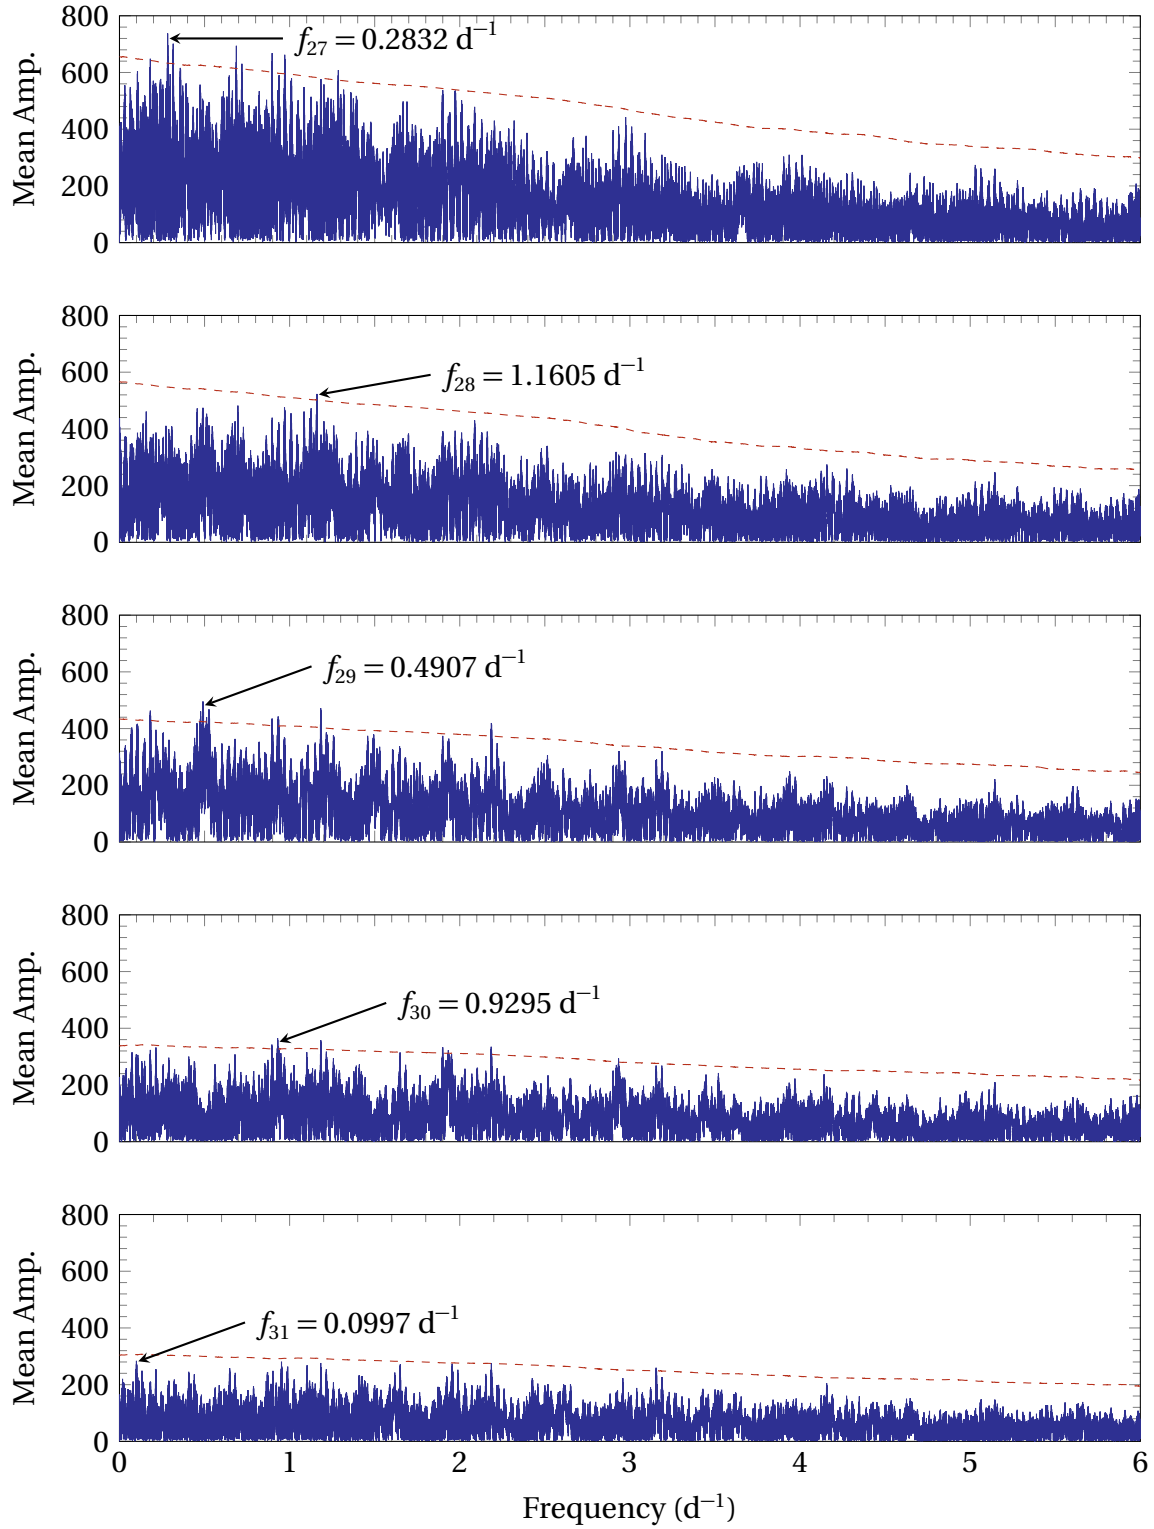 800
600
400
200
0
Mean Amp.
f27 = 0.2832 d−1
800
600
400
200
0
Mean Amp.
f28 = 1.1605 d−1
800
600
400
200
0
Mean Amp.
f29 = 0.4907 d−1
800
600
400
200
0
Mean Amp.
f30 = 0.9295 d−1
800
600
400
200
0
Mean Amp.
f31 = 0.0997 d−1
0 1 2 3 4 5 6
Frequency (d−1)